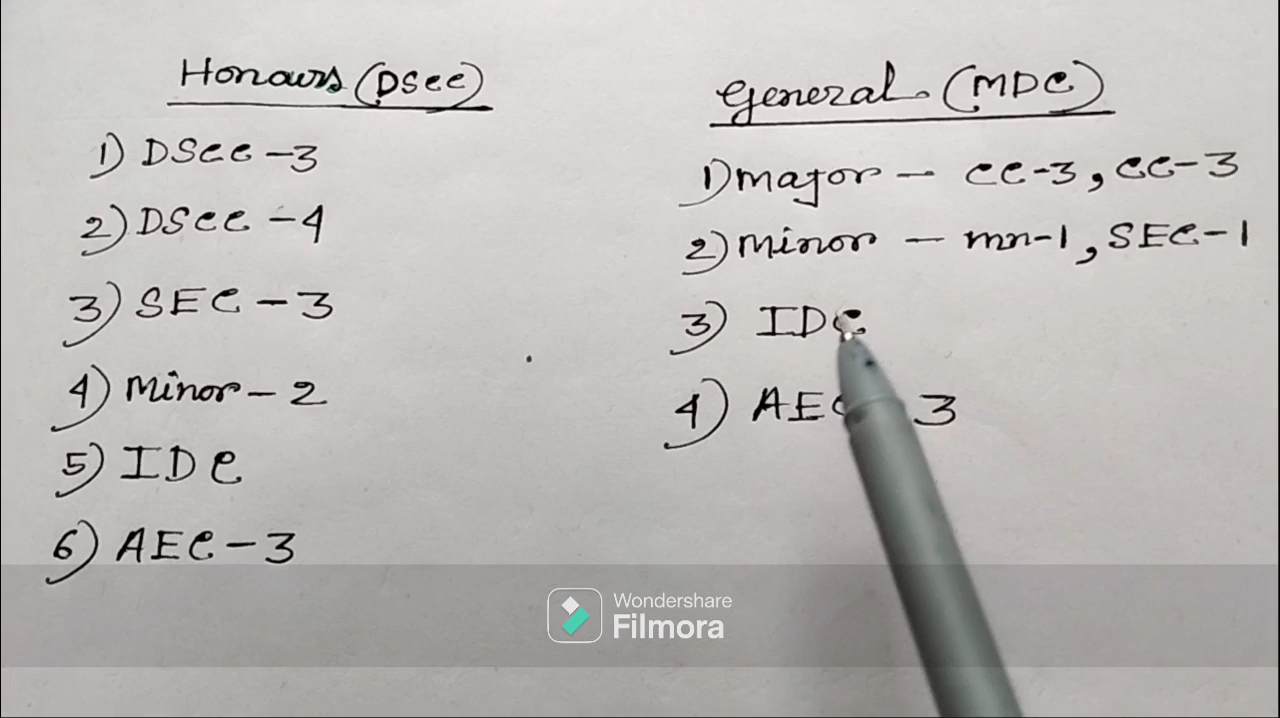 Honours (DSCC)
1) DSCC - 3
2) DSCC - 4
3) SEC - 3
4) Minor - 2
5) IDC
6) AEC - 3
General (MDC)
1) major - CC-3, CC-3
2) minor - mn-1, SEC-1
3) IDC
4) AEC 3
Wondershare
Filmora